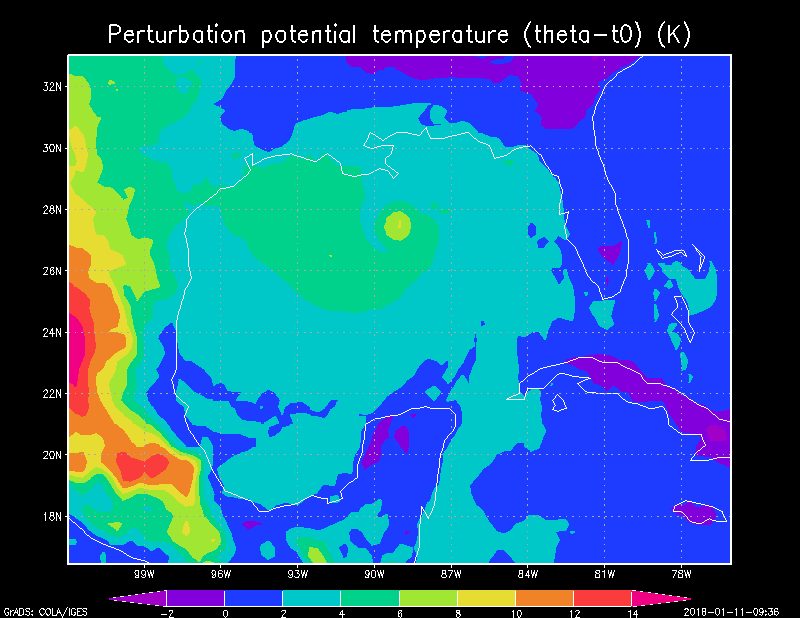 Perturbation potential temperature (theta-t0) (K)
32N
30N
28N
26N
24N
22N
20N
18N
99W 96W 93W 90W 87W 84W 81W 78W
-2 0 2 4 6 8 10 12 14
GrADS: COLA/IGES 2018-01-11-09:36